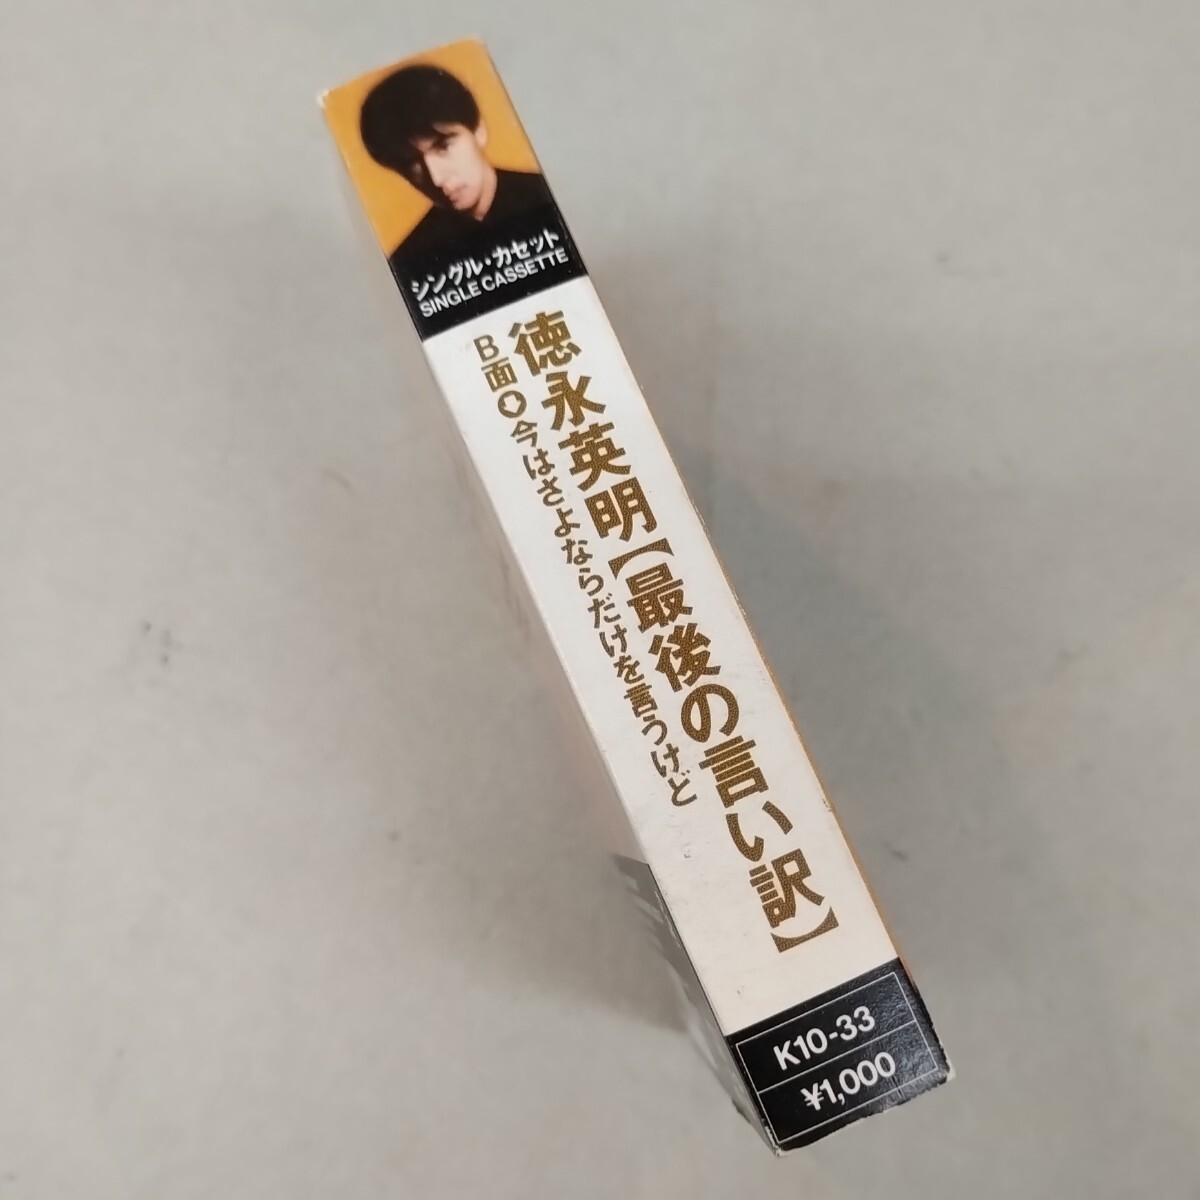 シングル・カセット
SINGLE CASSETTE
徳永英明【最後の言い訳】
B面⬇今はさよならだけを言うけど
K10-33
¥1,000